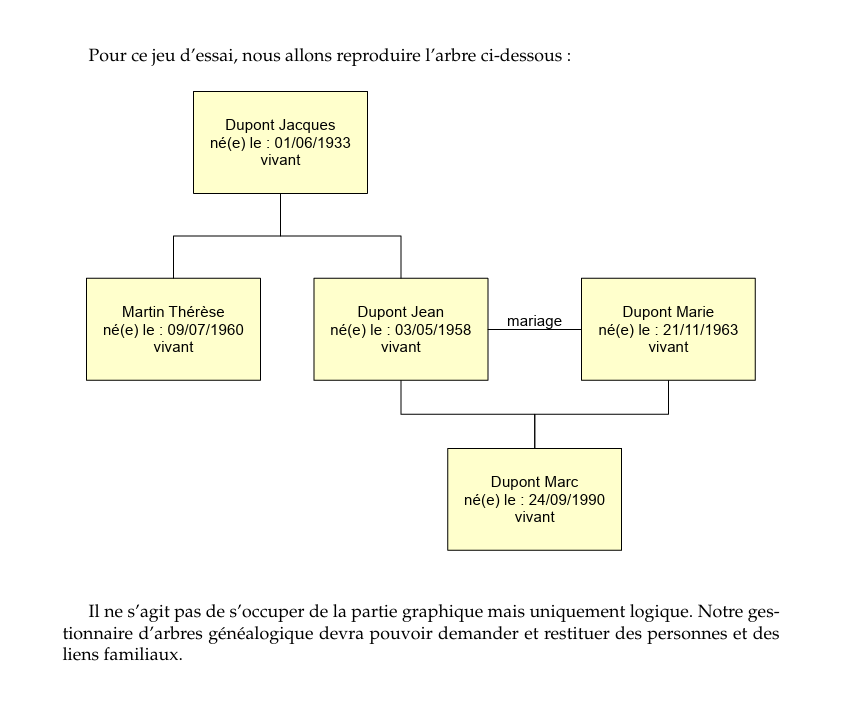 Pour ce jeu d’essai, nous allons reproduire l’arbre ci-dessous :
Dupont Jacques
né(e) le : 01/06/1933
vivant
Martin Thérèse
né(e) le : 09/07/1960
vivant
Dupont Jean
né(e) le : 03/05/1958
vivant
mariage
Dupont Marie
né(e) le : 21/11/1963
vivant
Dupont Marc
né(e) le : 24/09/1990
vivant
Il ne s’agit pas de s’occuper de la partie graphique mais uniquement logique. Notre ges-
tionnaire d’arbres généalogique devra pouvoir demander et restituer des personnes et des
liens familiaux.